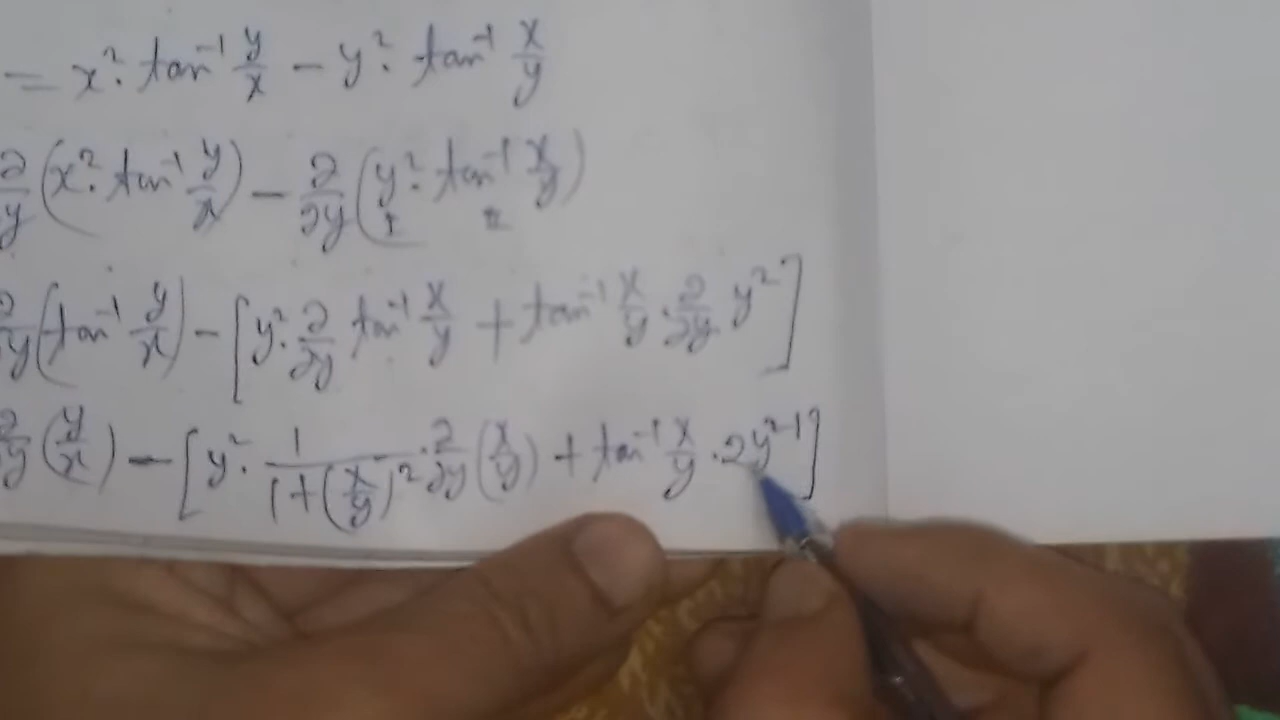 = x². tan⁻¹ y/x - y². tan⁻¹ x/y
∂/∂y (x². tan⁻¹ y/x) - ∂/∂y (y². tan⁻¹ x/y)
I II
∂/∂y (tan⁻¹ y/x) - [y². ∂/∂y tan⁻¹ x/y + tan⁻¹ x/y . ∂/∂y y²]
∂/∂y (y/x) - [y². 1/(1+(x/y)²) . ∂/∂y (x/y) + tan⁻¹ x/y . 2y²⁻¹]